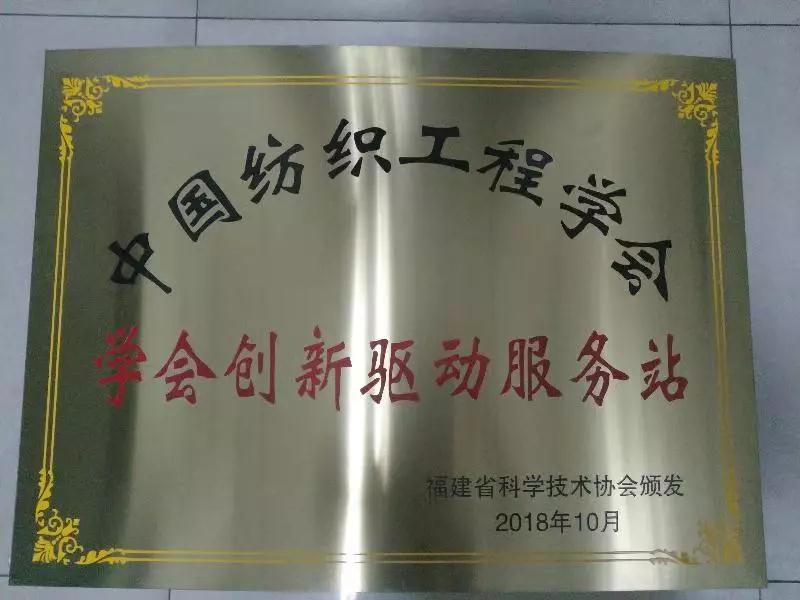 中国纺织工程学会
学会创新驱动服务站
福建省科学技术协会颁发
2018年10月